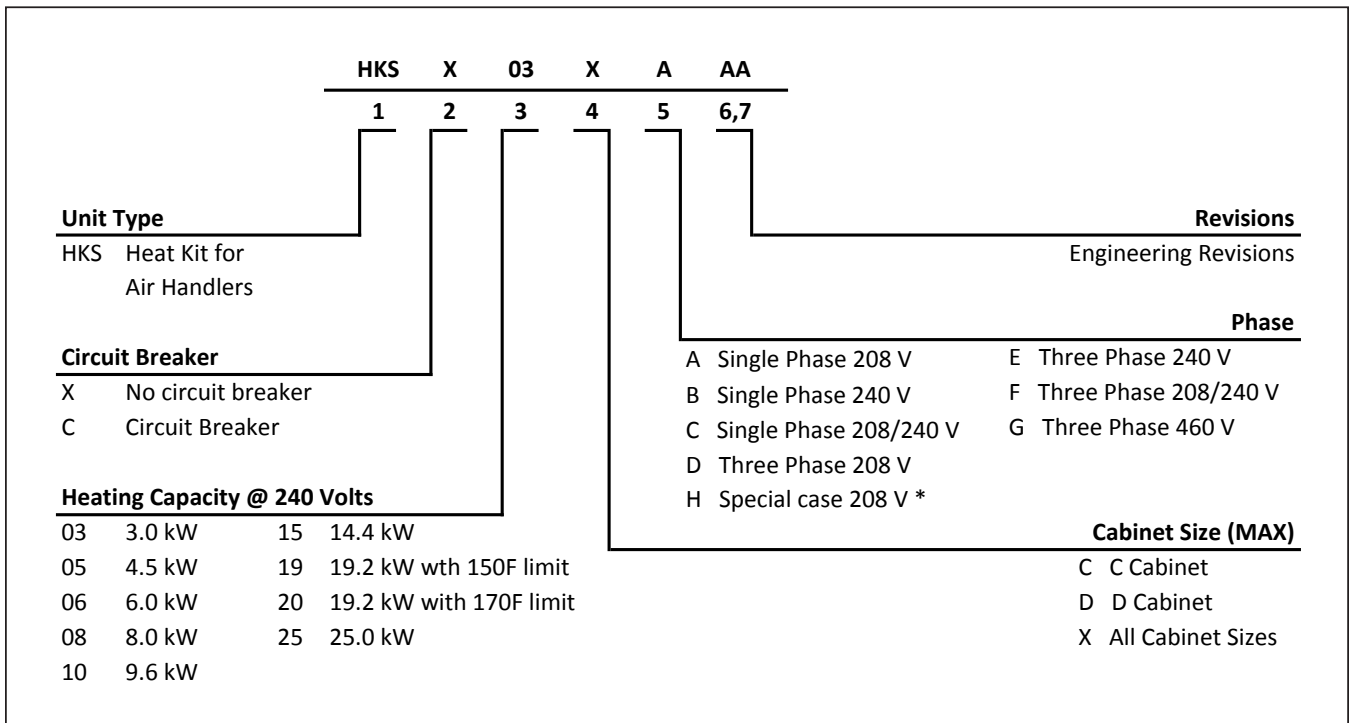 HKS X 03 X A AA
1 2 3 4 5 6,7
Unit Type
HKS Heat Kit for
Air Handlers
Circuit Breaker
X No circuit breaker
C Circuit Breaker
Heating Capacity @ 240 Volts
03 3.0 kW 15 14.4 kW
05 4.5 kW 19 19.2 kW wth 150F limit
06 6.0 kW 20 19.2 kW with 170F limit
08 8.0 kW 25 25.0 kW
10 9.6 kW
Revisions
Engineering Revisions
Phase
A Single Phase 208 V E Three Phase 240 V
B Single Phase 240 V F Three Phase 208/240 V
C Single Phase 208/240 V G Three Phase 460 V
D Three Phase 208 V
H Special case 208 V *
Cabinet Size (MAX)
C C Cabinet
D D Cabinet
X All Cabinet Sizes